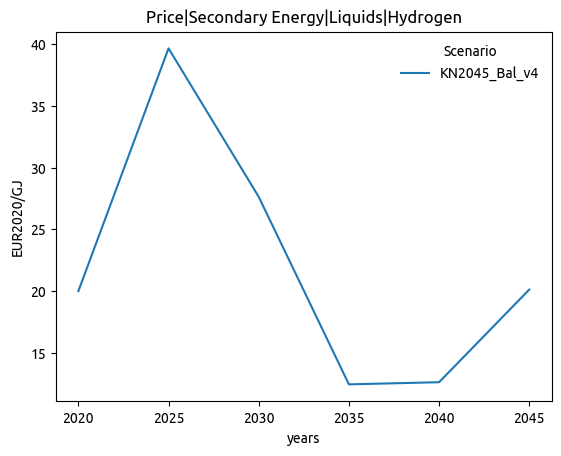 Price|Secondary Energy|Liquids|Hydrogen
Scenario
KN2045_Bal_v4
EUR2020/GJ
40
35
30
25
20
15
2020 2025 2030 2035 2040 2045
years